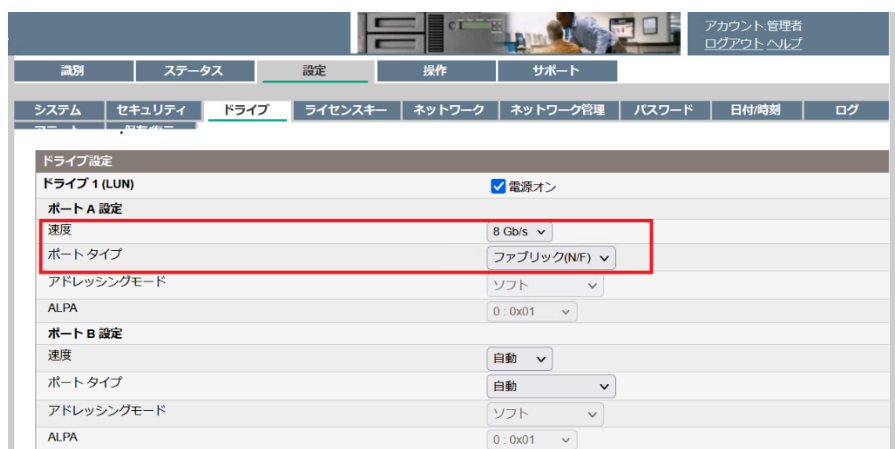 アカウント:管理者
ログアウト ヘルプ
識別 ステータス 設定 操作 サポート
システム セキュリティ ドライブ ライセンスキー ネットワーク ネットワーク管理 パスワード 日付/時刻 ログ
ドライブ設定
ドライブ 1 (LUN) 電源オン
ポート A 設定
速度 8 Gb/s
ポート タイプ ファブリック(N/F)
アドレッシングモード ソフト
ALPA 0 : 0x01
ポート B 設定
速度 自動
ポート タイプ 自動
アドレッシングモード ソフト
ALPA 0 : 0x01